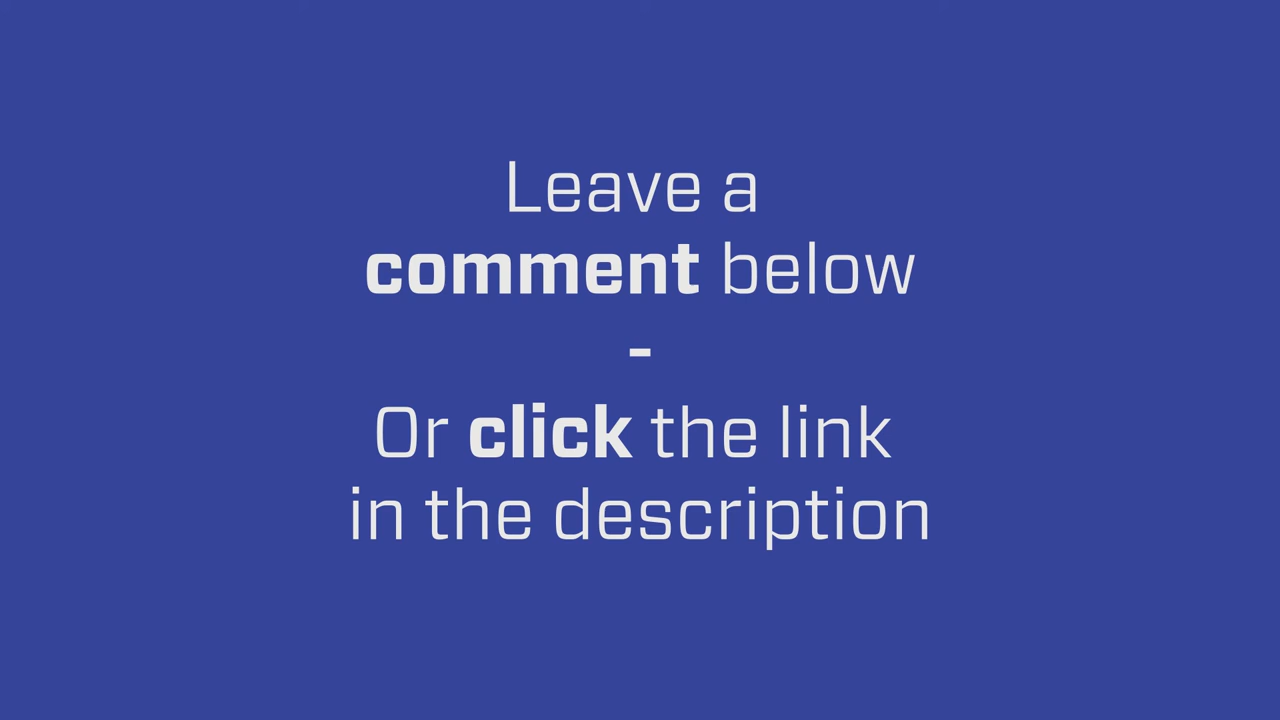 Leave a
comment below
-
Or click the link
in the description